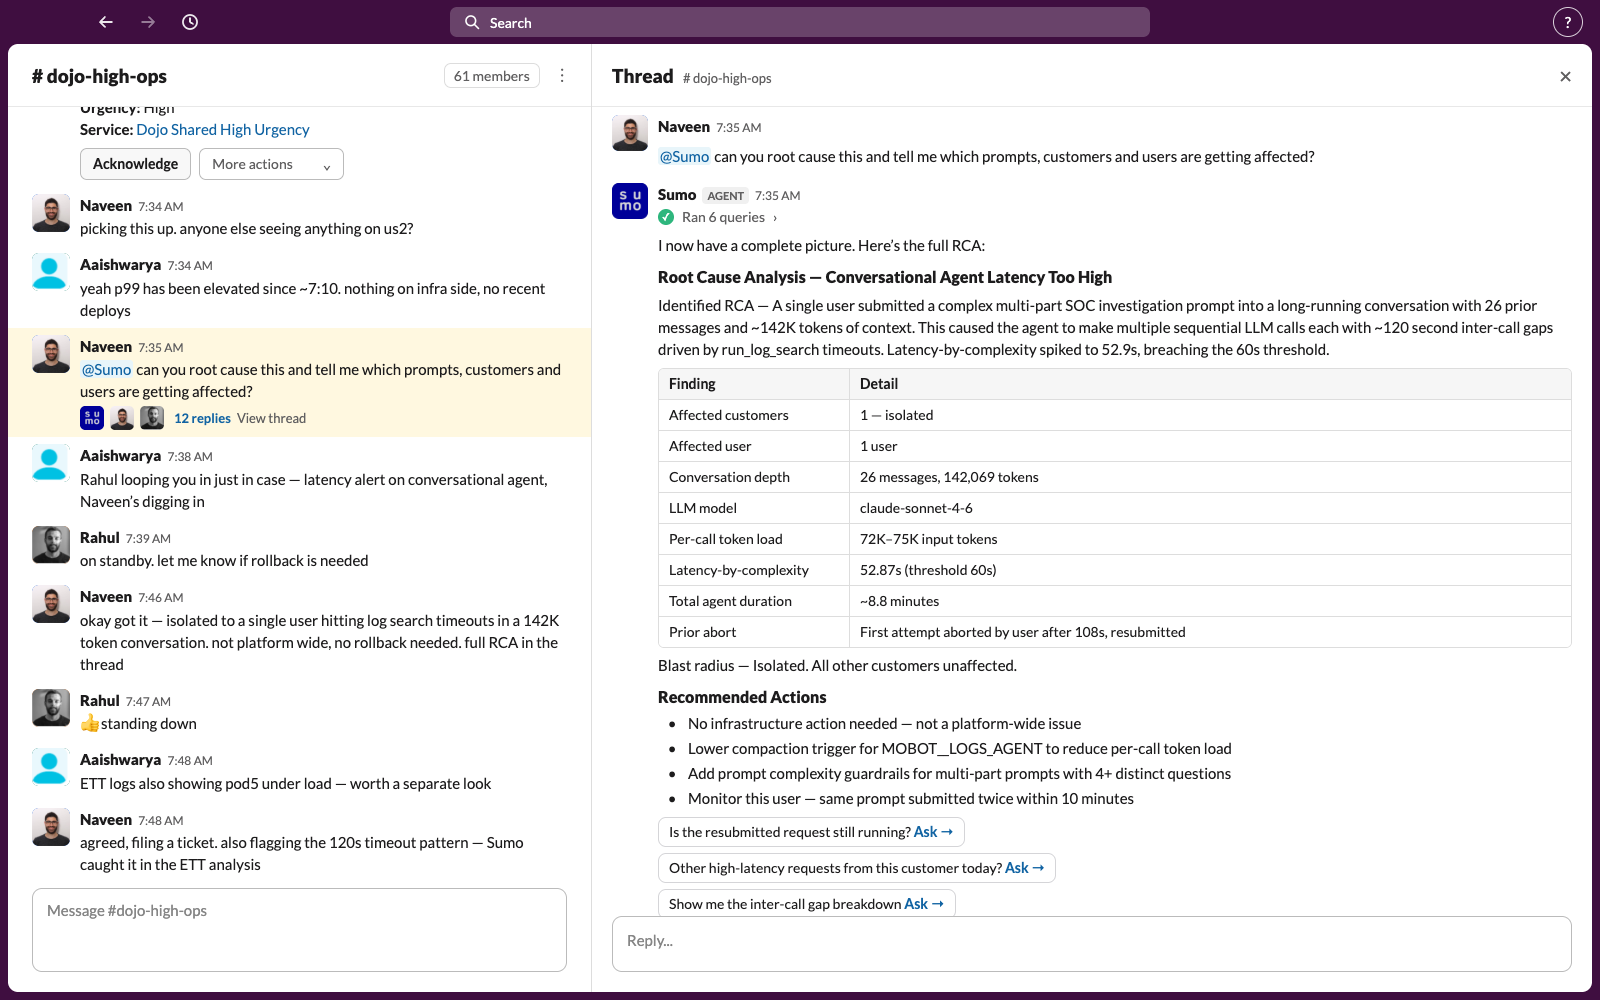 Search
?
# dojo-high-ops
61 members
Urgency: High
Service: Dojo Shared High Urgency
Acknowledge
More actions
Naveen 7:34 AM
picking this up. anyone else seeing anything on us2?
Aaishwarya 7:34 AM
yeah p99 has been elevated since ~7:10. nothing on infra side, no recent
deploys
Naveen 7:35 AM
@Sumo can you root cause this and tell me which prompts, customers and
users are getting affected?
su
mo
12 replies View thread
Aaishwarya 7:38 AM
Rahul looping you in just in case — latency alert on conversational agent,
Naveen’s digging in
Rahul 7:39 AM
on standby. let me know if rollback is needed
Naveen 7:46 AM
okay got it — isolated to a single user hitting log search timeouts in a 142K
token conversation. not platform wide, no rollback needed. full RCA in the
thread
Rahul 7:47 AM
👍standing down
Aaishwarya 7:48 AM
ETT logs also showing pod5 under load — worth a separate look
Naveen 7:48 AM
agreed, filing a ticket. also flagging the 120s timeout pattern — Sumo
caught it in the ETT analysis
Message #dojo-high-ops
Thread # dojo-high-ops
Naveen 7:35 AM
@Sumo can you root cause this and tell me which prompts, customers and users are getting affected?
su
mo
Sumo AGENT 7:35 AM
Ran 6 queries ›
I now have a complete picture. Here’s the full RCA:
Root Cause Analysis — Conversational Agent Latency Too High
Identified RCA — A single user submitted a complex multi-part SOC investigation prompt into a long-running conversation with 26 prior
messages and ~142K tokens of context. This caused the agent to make multiple sequential LLM calls each with ~120 second inter-call gaps
driven by run_log_search timeouts. Latency-by-complexity spiked to 52.9s, breaching the 60s threshold.
Finding Detail
Affected customers 1 — isolated
Affected user 1 user
Conversation depth 26 messages, 142,069 tokens
LLM model claude-sonnet-4-6
Per-call token load 72K–75K input tokens
Latency-by-complexity 52.87s (threshold 60s)
Total agent duration ~8.8 minutes
Prior abort First attempt aborted by user after 108s, resubmitted
Blast radius — Isolated. All other customers unaffected.
Recommended Actions
• No infrastructure action needed — not a platform-wide issue
• Lower compaction trigger for MOBOT__LOGS_AGENT to reduce per-call token load
• Add prompt complexity guardrails for multi-part prompts with 4+ distinct questions
• Monitor this user — same prompt submitted twice within 10 minutes
Is the resubmitted request still running? Ask →
Other high-latency requests from this customer today? Ask →
Show me the inter-call gap breakdown Ask →
Reply...